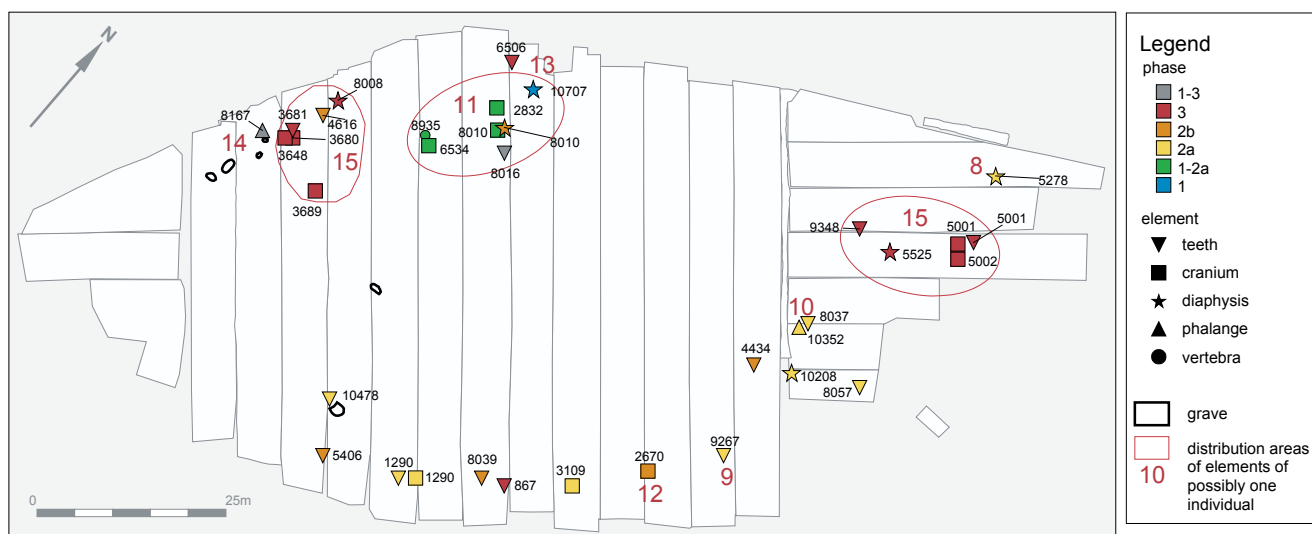 N
6506
13
8008
10707
11
8167
3681
2832
4616
8935
8010
8010
14
3680
3648
15
6534
8016
8
5278
3689
15
5001
5001
9348
5525
5002
10
8037
10352
4434
10208
8057
10478
9267
5406
1290
8039
2670
3109
1290
867
12
9
0
25m
Legend
phase
1-3
3
2b
2a
1-2a
1
element
teeth
cranium
diaphysis
phalange
vertebra
grave
distribution areas
10 of elements of
possibly one
individual